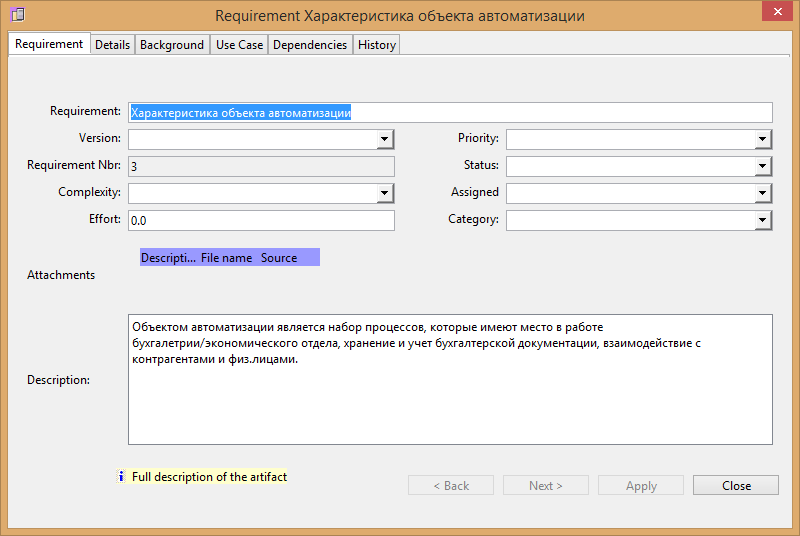 Requirement Характеристика объекта автоматизации
Requirement Details Background Use Case Dependencies History
Requirement: Характеристика объекта автоматизации
Version: Priority:
Requirement Nbr: 3 Status:
Complexity: Assigned
Effort: 0.0 Category:
Descripti... File name Source
Attachments
Объектом автоматизации является набор процессов, которые имеют место в работе
бухгалетрии/экономического отдела, хранение и учет бухгалтерской документации, взаимодействие с
контрагентами и физ.лицами.
Description:
i Full description of the artifact
< Back Next > Apply Close